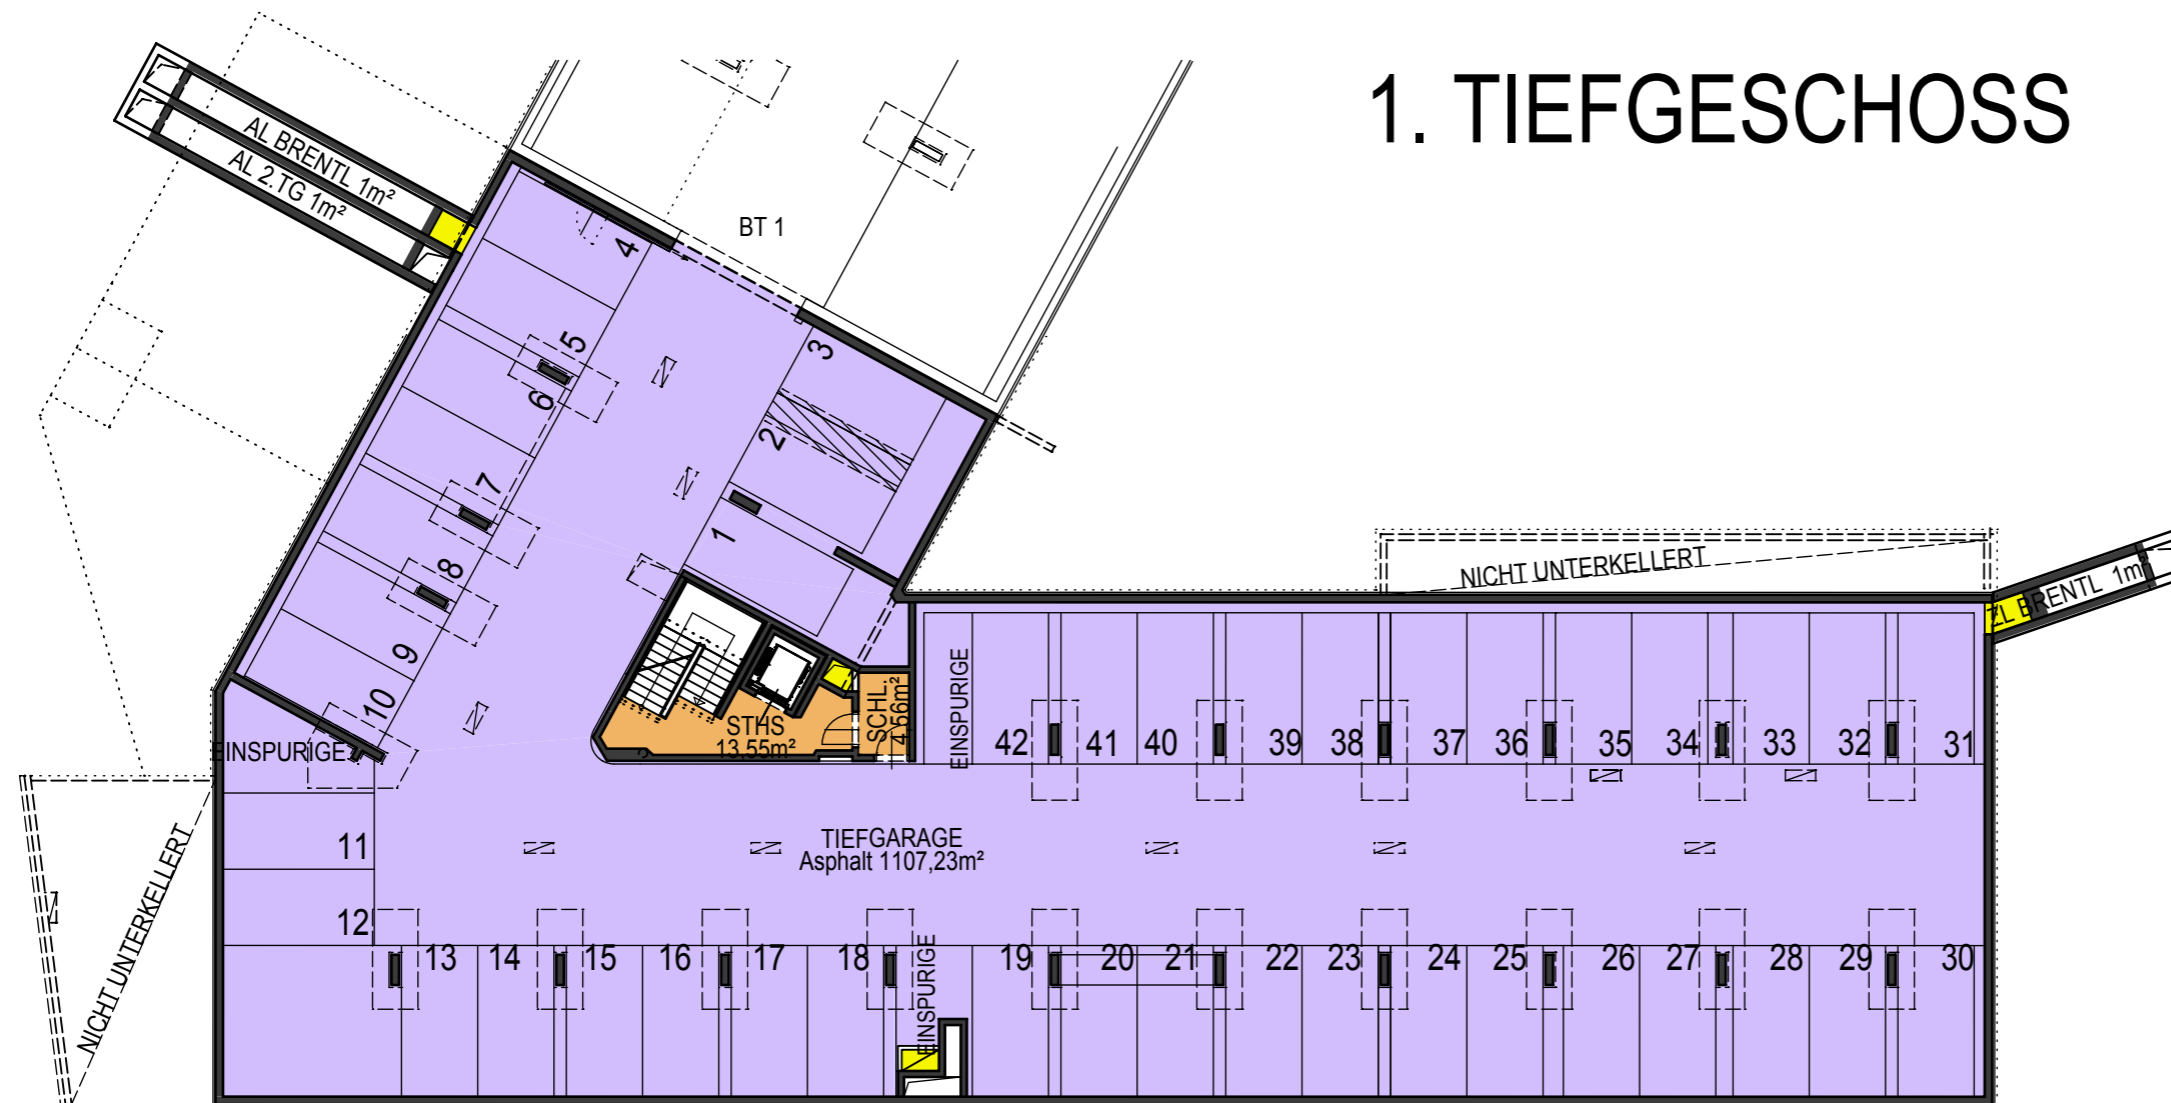 1. TIEFGESCHOSS
AL BRENTL 1m²
AL 2.TG 1m²
BT 1
4
3
5
6
2
7
1
8
9
10
NICHT UNTERKELLERT
ZL BRENTL 1m²
STHS
13,55m²
SCHL.
4,56m²
EINSPURIGE
42 41 40 39 38 37 36 35 34 33 32 31
EINSPURIGE
11
TIEFGARAGE
Asphalt 1107,23m²
12
NICHT UNTERKELLERT
13 14 15 16 17 18 19 20 21 22 23 24 25 26 27 28 29 30
EINSPURIGE